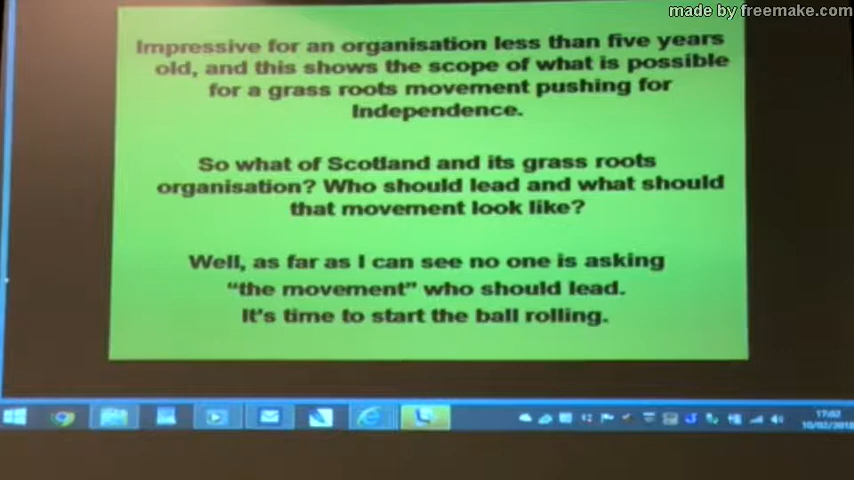 made by freemake.com
Impressive for an organisation less than five years
old, and this shows the scope of what is possible
for a grass roots movement pushing for
Independence.
So what of Scotland and its grass roots
organisation? Who should lead and what should
that movement look like?
Well, as far as I can see no one is asking
“the movement” who should lead.
It's time to start the ball rolling.
17:02